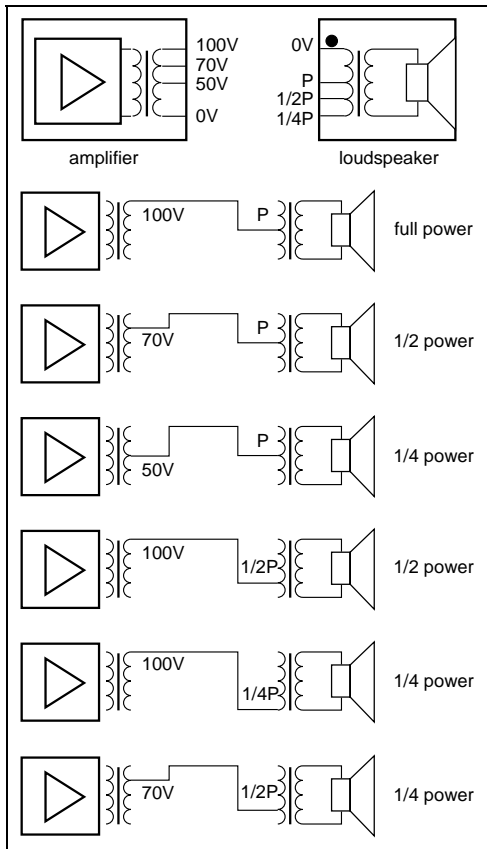 100V
70V
50V
0V
amplifier
0V
P
1/2P
1/4P
loudspeaker
100V P full power
70V P 1/2 power
50V P 1/4 power
100V 1/2P 1/2 power
100V 1/4P 1/4 power
70V 1/2P 1/4 power